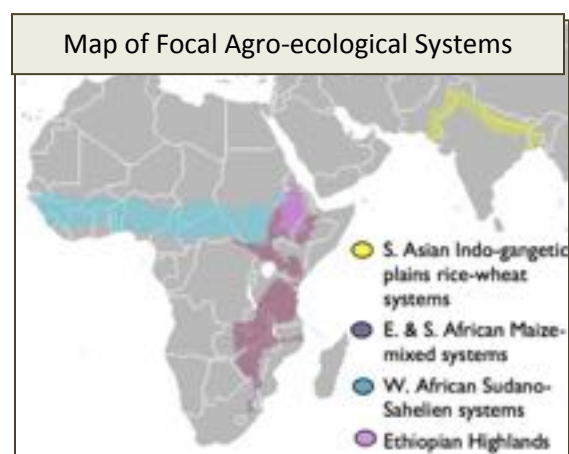 Map of Focal Agro-ecological Systems
S. Asian Indo-gangetic
plains rice-wheat
systems
E. & S. African Maize-
mixed systems
W. African Sudano-
Sahelien systems
Ethiopian Highlands